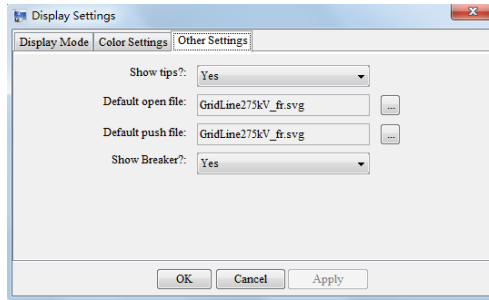 Display Settings
Display Mode Color Settings Other Settings
Show tips?: Yes
Default open file: GridLine275kV_fr.svg ...
Default push file: GridLine275kV_fr.svg ...
Show Breaker?: Yes
OK Cancel Apply